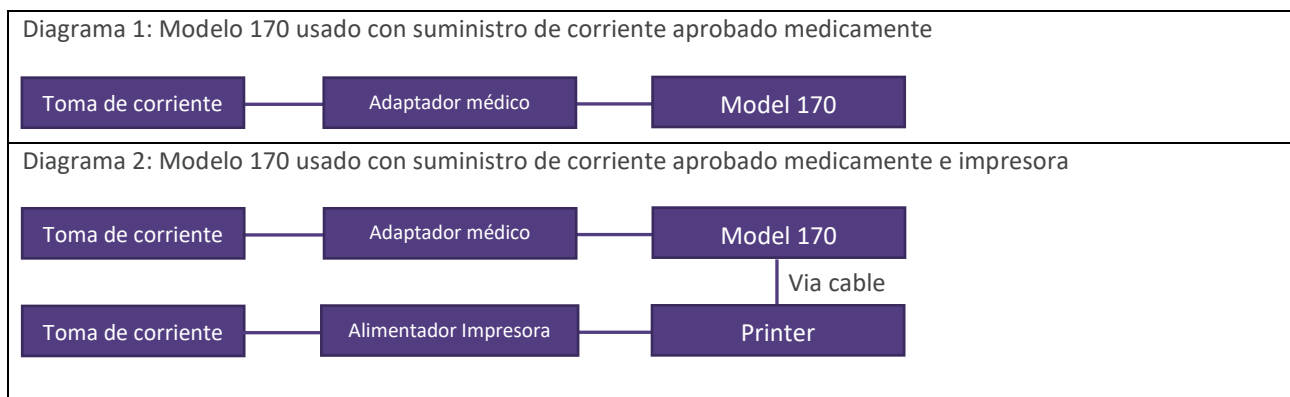 Diagrama 1: Modelo 170 usado con suministro de corriente aprobado medicamente
Toma de corriente
Adaptador médico
Model 170
Diagrama 2: Modelo 170 usado con suministro de corriente aprobado medicamente e impresora
Toma de corriente
Adaptador médico
Model 170
Via cable
Toma de corriente
Alimentador Impresora
Printer